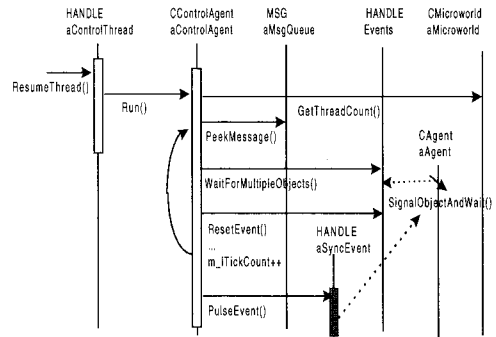 HANDLE
aControlThread
CControlAgent
aControlAgent
MSG
aMsgQueue
HANDLE
Events
CMicroworld
aMicroworld
ResumeThread()
Run()
GetThreadCount()
PeekMessage()
CAgent
aAgent
WaitForMultipleObjects()
SignalObjectAndWait()
ResetEvent()
...
m_iTickCount++
HANDLE
aSyncEvent
PulseEvent()